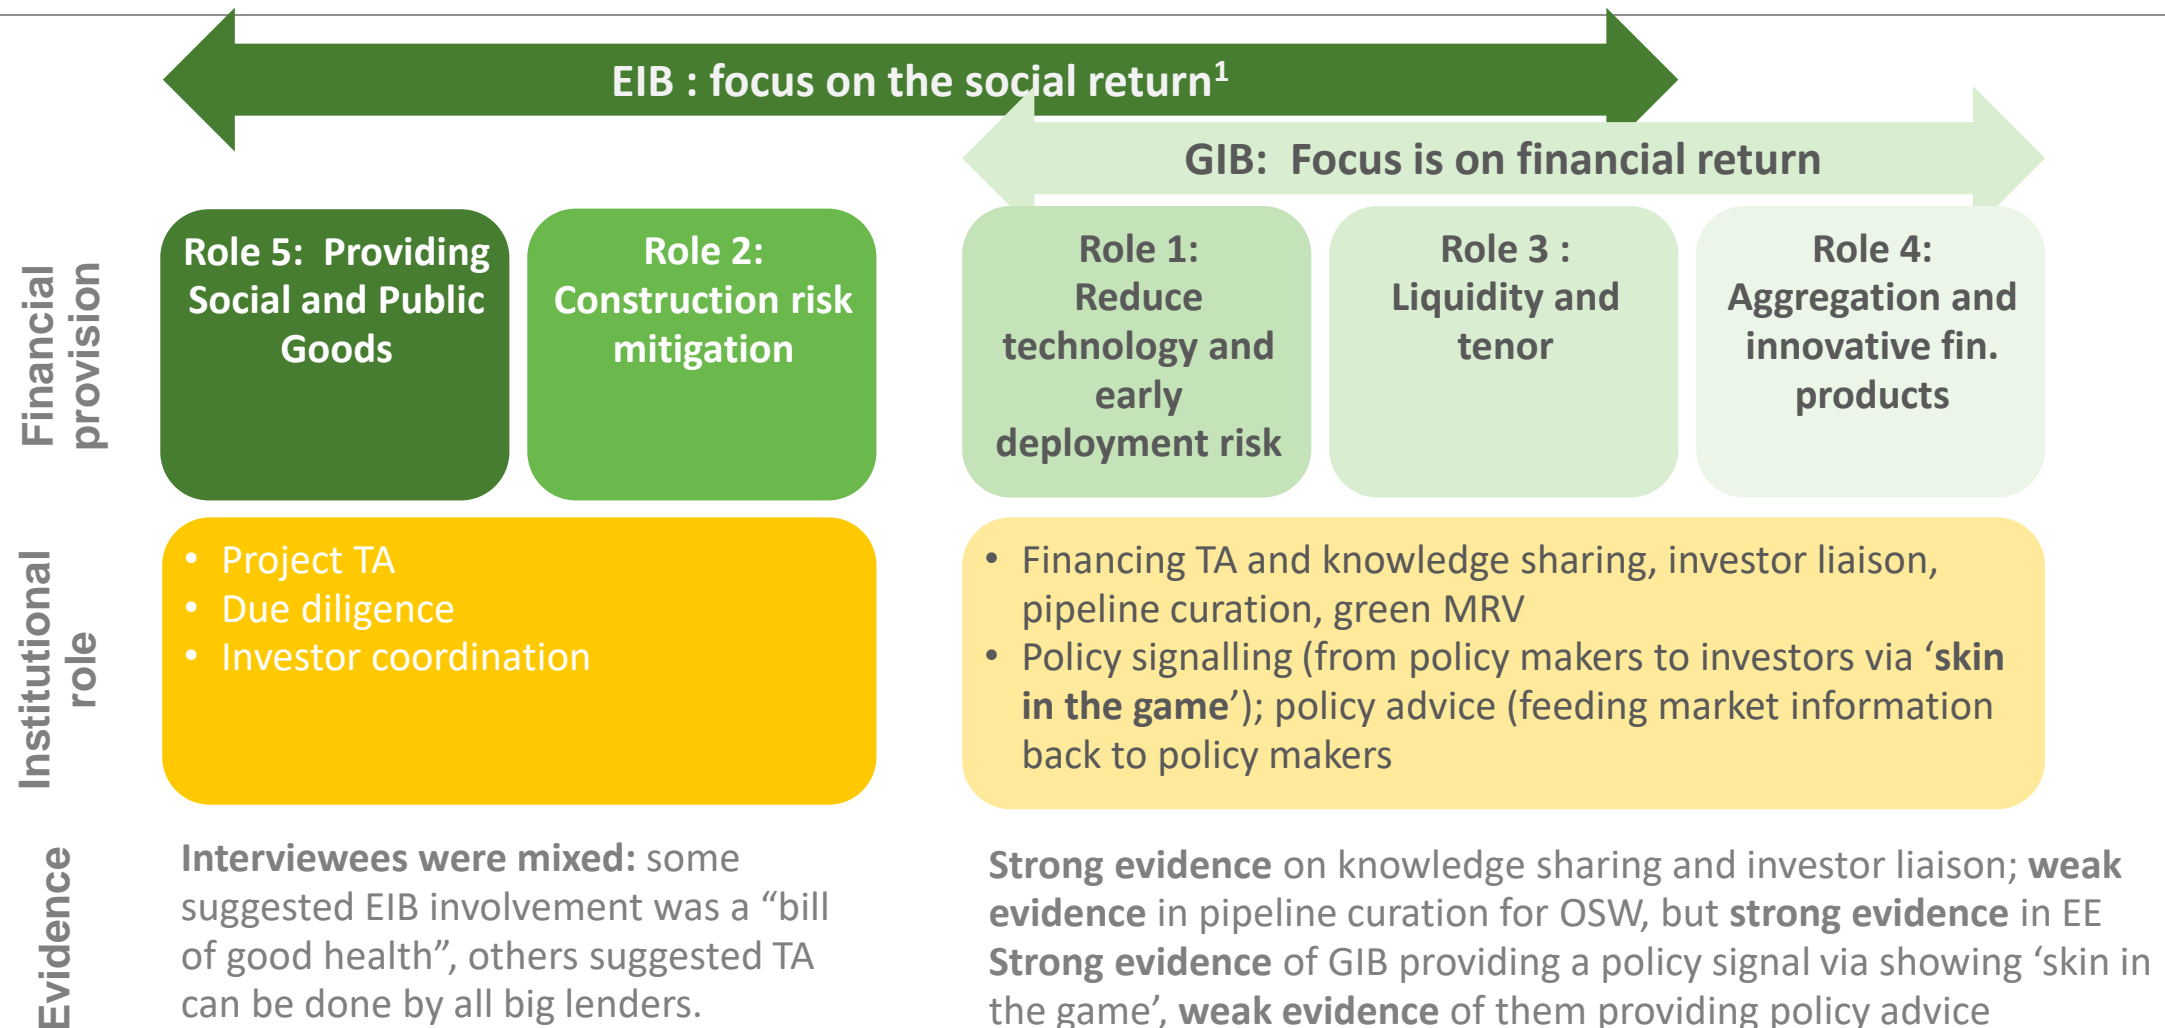 EIB : focus on the social return¹
GIB: Focus is on financial return
Financial
provision
Role 5: Providing
Social and Public
Goods
Role 2:
Construction risk
mitigation
Role 1:
Reduce
technology and
early
deployment risk
Role 3 :
Liquidity and
tenor
Role 4:
Aggregation and
innovative fin.
products
Institutional
role
• Project TA
• Due diligence
• Investor coordination
• Financing TA and knowledge sharing, investor liaison,
pipeline curation, green MRV
• Policy signalling (from policy makers to investors via ‘skin
in the game’); policy advice (feeding market information
back to policy makers
Evidence
Interviewees were mixed: some
suggested EIB involvement was a “bill
of good health”, others suggested TA
can be done by all big lenders.
Strong evidence on knowledge sharing and investor liaison; weak
evidence in pipeline curation for OSW, but strong evidence in EE
Strong evidence of GIB providing a policy signal via showing ‘skin in
the game’, weak evidence of them providing policy advice